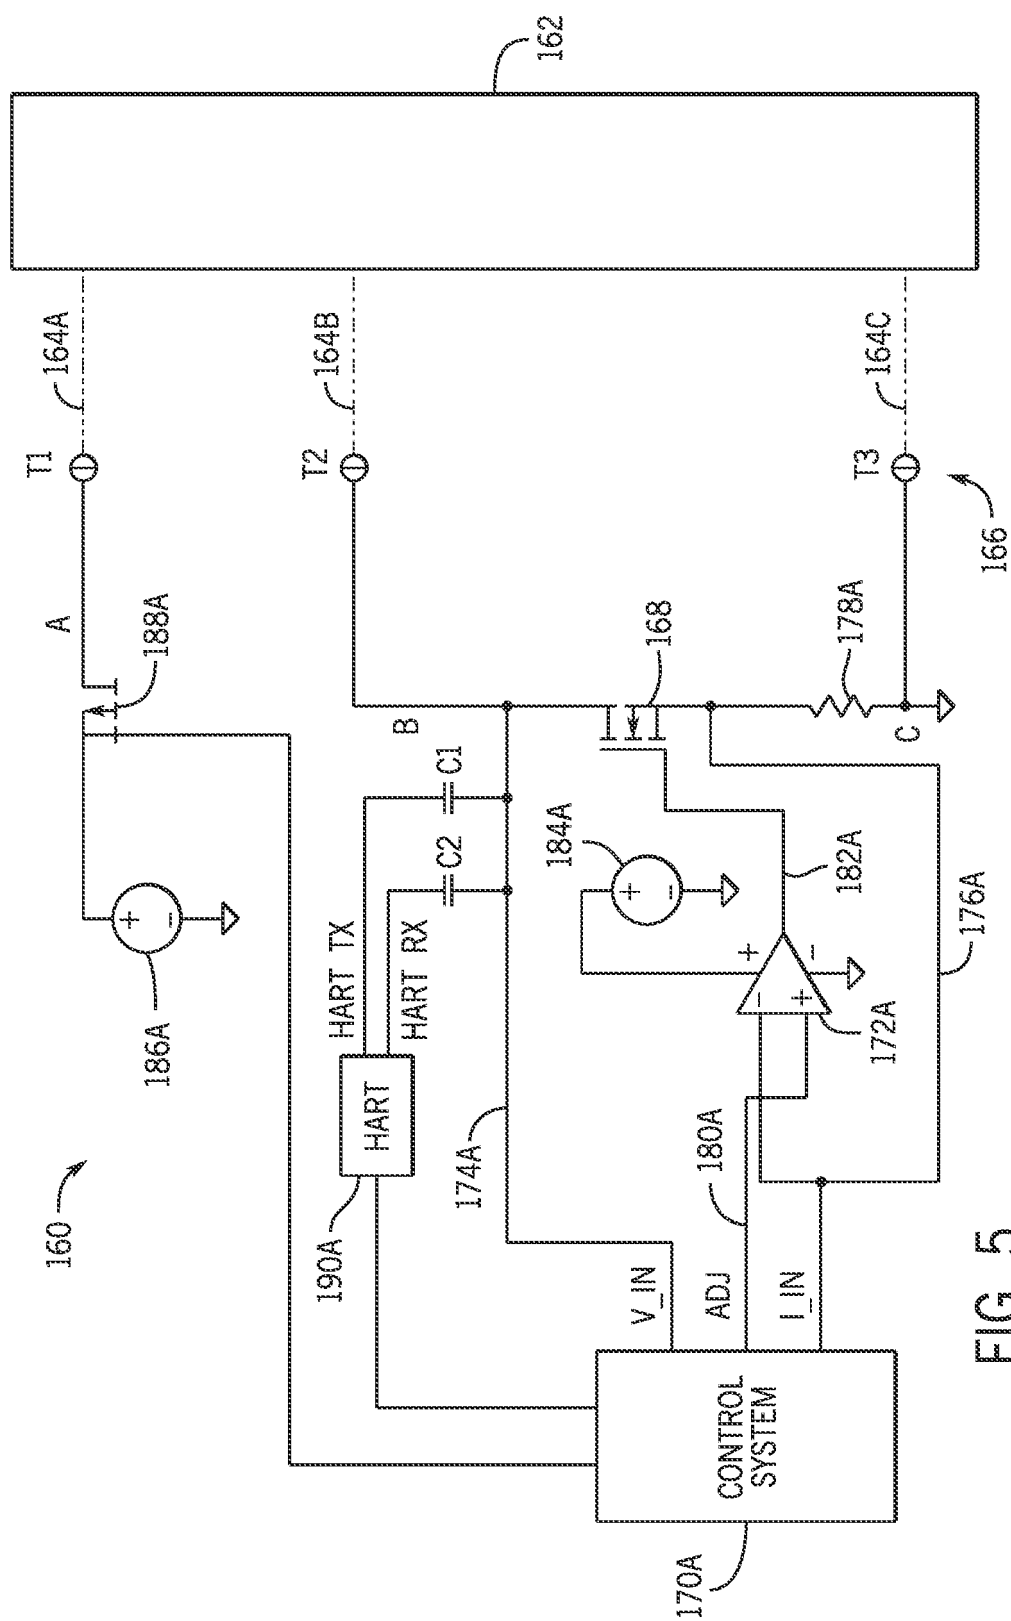 160
186A
188A
A
T1
164A
162
HART TX
HART RX
C2
C1
B
T2
164B
190A
HART
174A
184A
+
-
168
V_IN
ADJ
I_IN
180A
172A
182A
176A
178A
C
T3
164C
166
170A
CONTROL
SYSTEM
FIG. 5